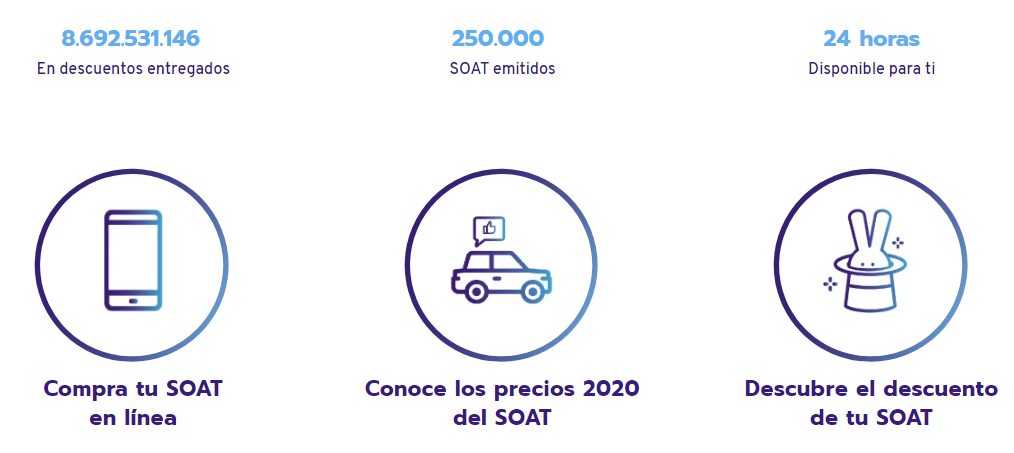 8.692.531.146
En descuentos entregados
250.000
SOAT emitidos
24 horas
Disponible para ti
Compra tu SOAT
en línea
Conoce los precios 2020
del SOAT
Descubre el descuento
de tu SOAT